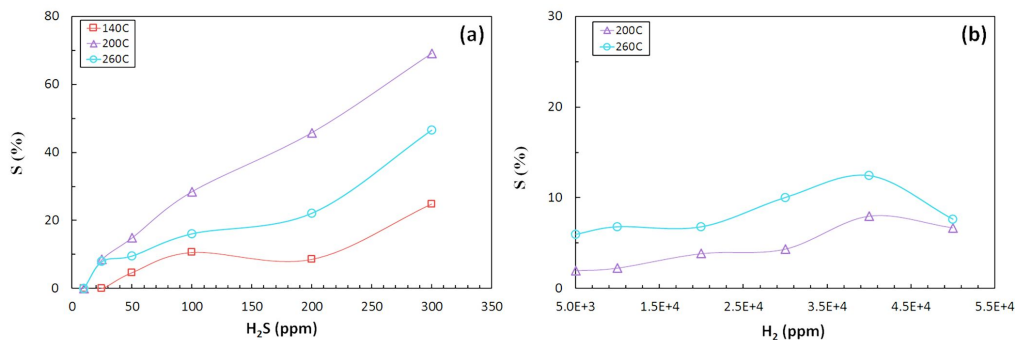 (a)
140C
200C
260C
80
60
40
20
0
S (%)
0 50 100 150 200 250 300 350
H₂S (ppm)
(b)
200C
260C
30
20
10
0
S (%)
5.0E+3 1.5E+4 2.5E+4 3.5E+4 4.5E+4 5.5E+4
H₂ (ppm)